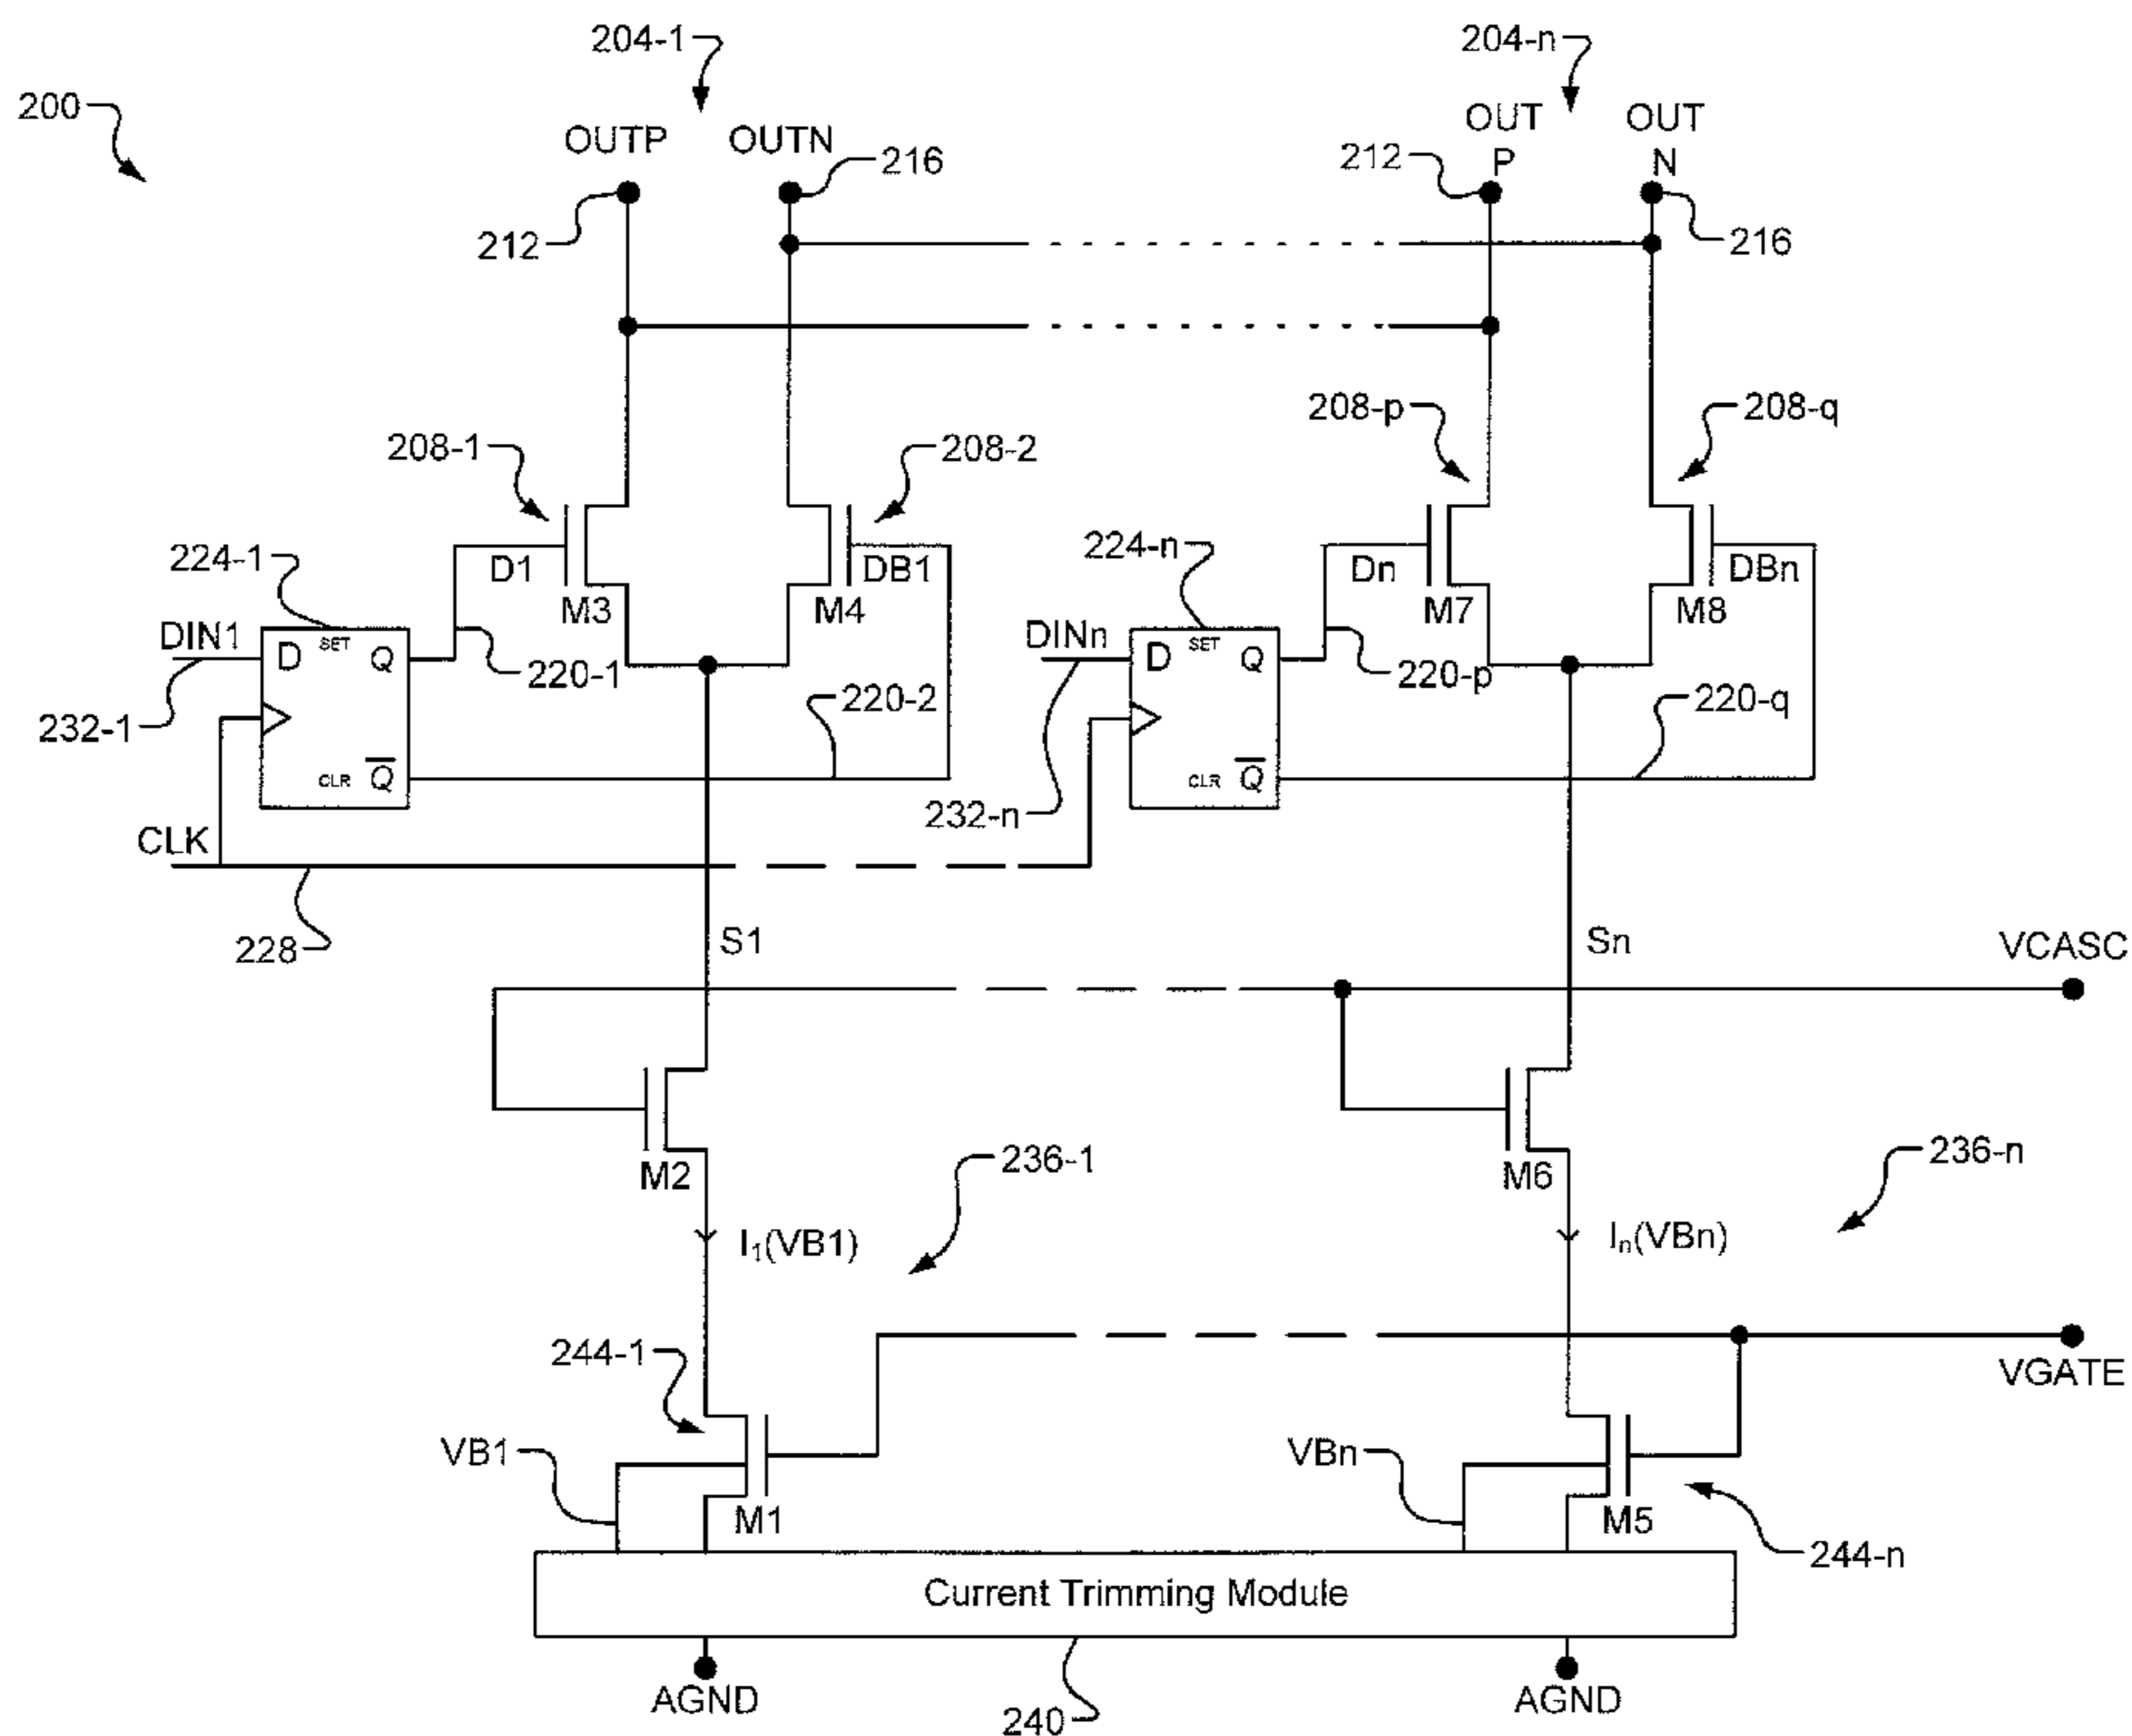 204-1
204-n
200
OUTP
OUTN
216
212
OUT
P
OUT
N
212
216
208-1
208-2
208-p
208-q
224-1
D1
M3
M4
DB1
224-n
Dn
M7
M8
DBn
DIN1
D
SET
Q
220-1
232-1
CLR
Q̅
220-2
DINn
D
SET
Q
220-p
232-n
CLR
Q̅
220-q
CLK
228
S1
Sn
VCASC
M2
M6
236-1
236-n
I₁(VB1)
Iₙ(VBn)
244-1
VGATE
VB1
M1
VBn
M5
244-n
Current Trimming Module
AGND
240
AGND